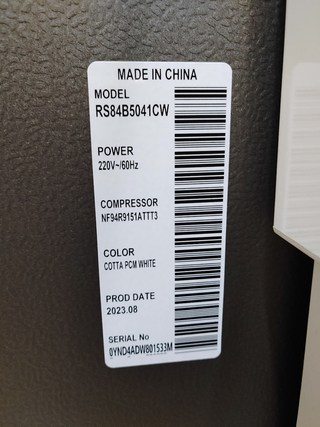 MADE IN CHINA
MODEL
RS84B5041CW
POWER
220V~/60Hz
COMPRESSOR
NF94R9151ATTT3
COLOR
COTTA PCM WHITE
PROD DATE
2023.08
SERIAL No
0YND4ADW801533M